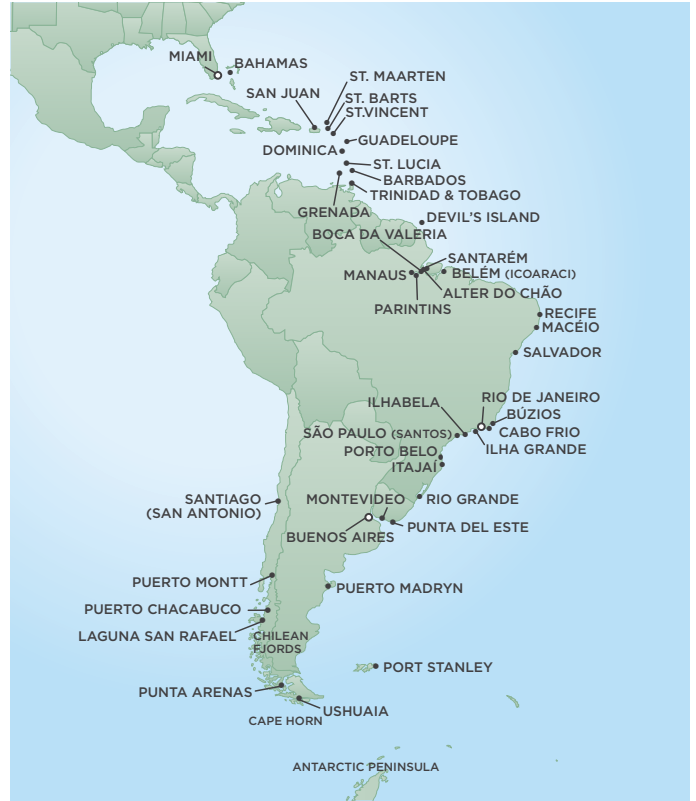 MIAMI
BAHAMAS
ST. MAARTEN
SAN JUAN
ST. BARTS
ST.VINCENT
GUADELOUPE
DOMINICA
ST. LUCIA
BARBADOS
TRINIDAD & TOBAGO
GRENADA
DEVIL'S ISLAND
BOCA DA VALERIA
SANTARÉM
MANAUS
BELÉM (ICOARACI)
ALTER DO CHÃO
PARINTINS
RECIFE
MACÉIO
SALVADOR
RIO DE JANEIRO
ILHABELA
BÚZIOS
CABO FRIO
SÃO PAULO (SANTOS)
ILHA GRANDE
PORTO BELO
ITAJAÍ
MONTEVIDEO
RIO GRANDE
SANTIAGO
(SAN ANTONIO)
PUNTA DEL ESTE
BUENOS AIRES
PUERTO MONTT
PUERTO MADRYN
PUERTO CHACABUCO
LAGUNA SAN RAFAEL
CHILEAN
FJORDS
PORT STANLEY
PUNTA ARENAS
USHUAIA
CAPE HORN
ANTARCTIC PENINSULA